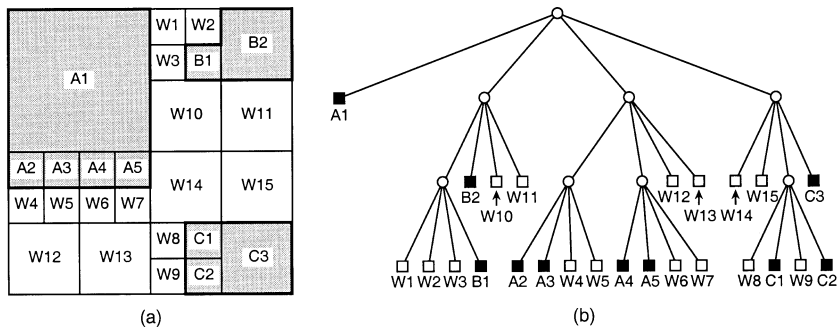 W1 W2
B2
A1
W3 B1
W10 W11
A2 A3 A4 A5
W14 W15
W4 W5 W6 W7
W12 W13
W8 C1
C3
W9 C2
(a)
A1
B2 W11 W12 W15 C3
W10 W13 W14
W1 W2 W3 B1 A2 A3 W4 W5 A4 A5 W6 W7 W8 C1 W9 C2
(b)